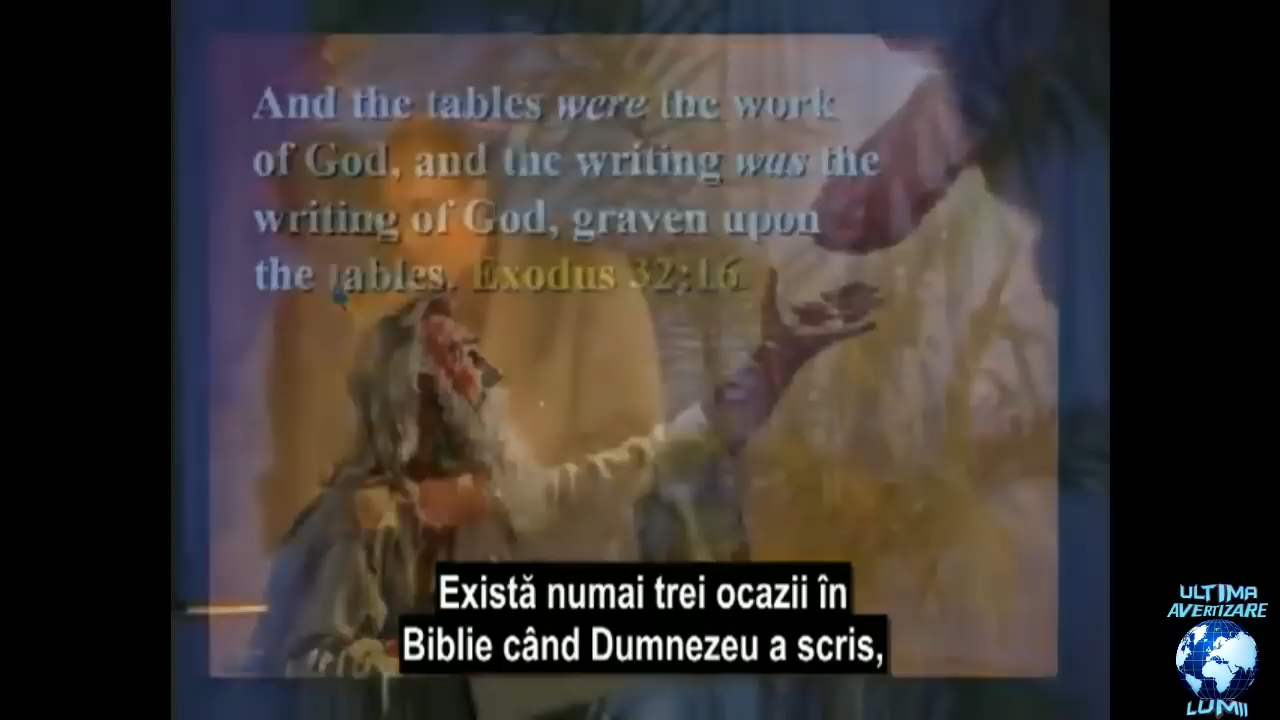 And the tables were the work
of God, and the writing was the
writing of God, graven upon
the tables. Exodus 32:16
Există numai trei ocazii în
Biblie când Dumnezeu a scris,
ULTIMA
AVERTIZARE
LUMII